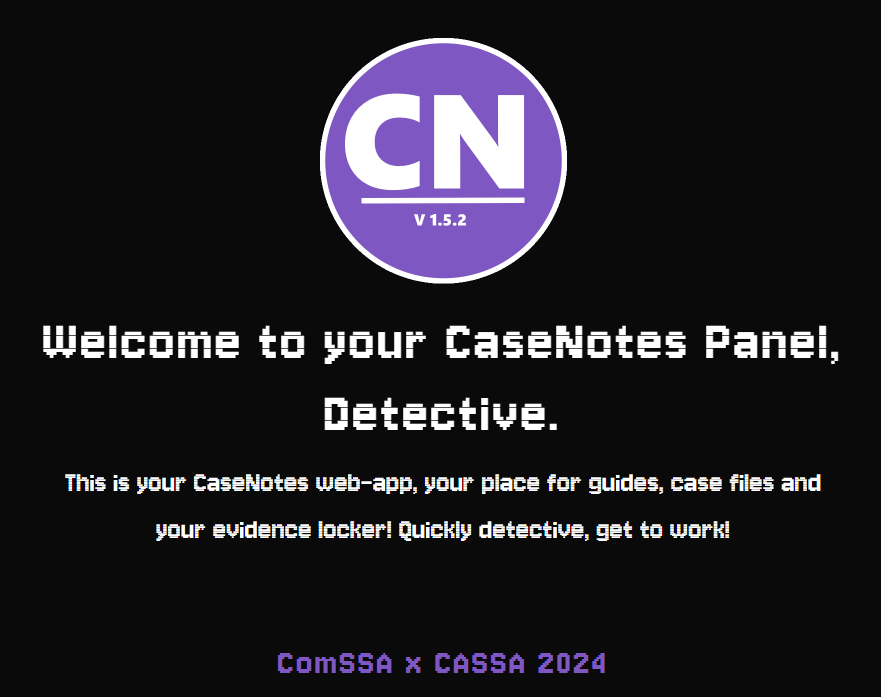 CN
V 1.5.2
Welcome to your CaseNotes Panel,
Detective.
This is your CaseNotes web-app, your place for guides, case files and
your evidence locker! Quickly detective, get to work!
ComSSA x CASSA 2024